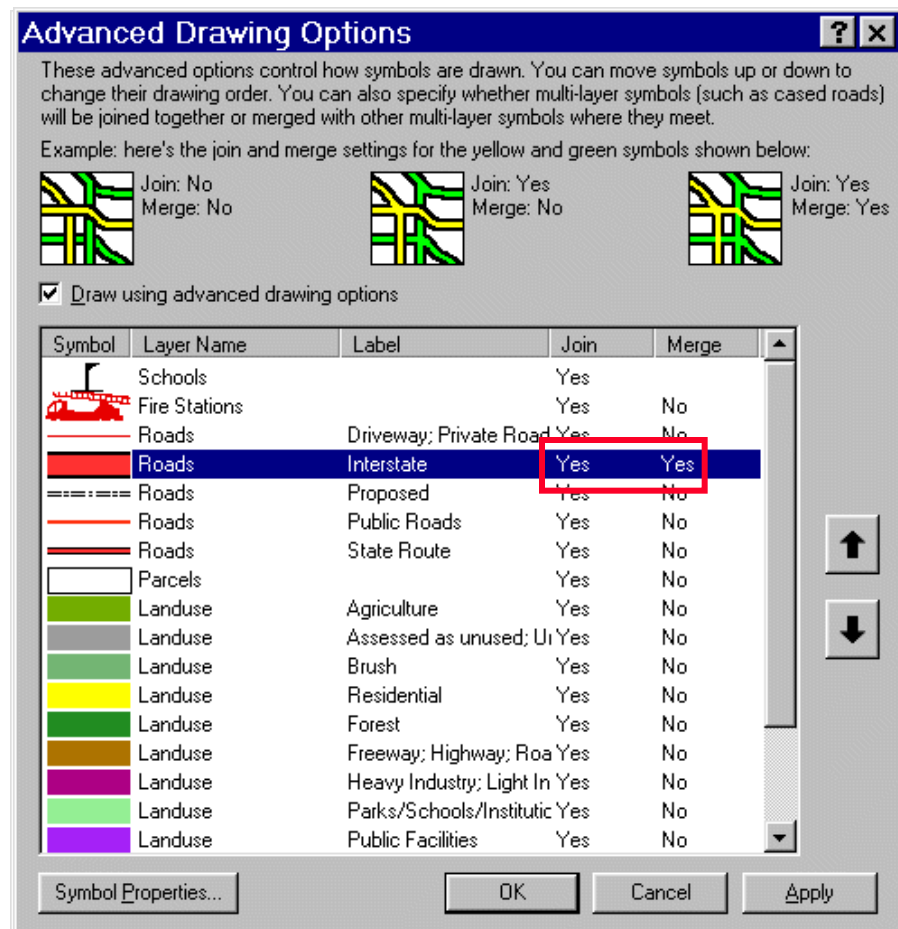 Advanced Drawing Options
These advanced options control how symbols are drawn. You can move symbols up or down to
change their drawing order. You can also specify whether multi-layer symbols (such as cased roads)
will be joined together or merged with other multi-layer symbols where they meet.
Example: here's the join and merge settings for the yellow and green symbols shown below:
Join: No Join: Yes Join: Yes
Merge: No Merge: No Merge: Yes
Draw using advanced drawing options
Symbol Layer Name Label Join Merge
Schools Yes
Fire Stations Yes No
Roads Driveway; Private Road Yes No
Roads Interstate Yes Yes
Roads Proposed Yes No
Roads Public Roads Yes No
Roads State Route Yes No
Parcels Yes No
Landuse Agriculture Yes No
Landuse Assessed as unused; Yes No
Landuse Brush Yes No
Landuse Residential Yes No
Landuse Forest Yes No
Landuse Freeway; Highway; Roa Yes No
Landuse Heavy Industry; Light In Yes No
Landuse Parks/Schools/Institutic Yes No
Landuse Public Facilities Yes No
Symbol Properties... OK Cancel Apply